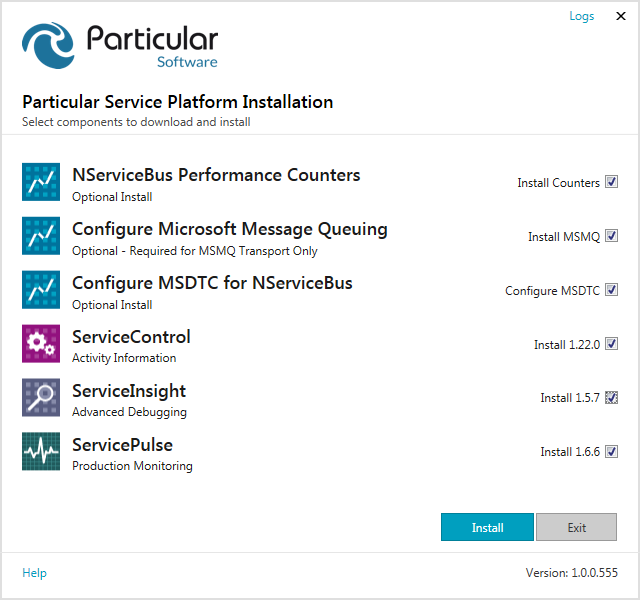 Logs
Particular
Software
Particular Service Platform Installation
Select components to download and install
NServiceBus Performance Counters
Optional Install
Install Counters
Configure Microsoft Message Queuing
Optional - Required for MSMQ Transport Only
Install MSMQ
Configure MSDTC for NServiceBus
Optional Install
Configure MSDTC
ServiceControl
Activity Information
Install 1.22.0
ServiceInsight
Advanced Debugging
Install 1.5.7
ServicePulse
Production Monitoring
Install 1.6.6
Install
Exit
Help
Version: 1.0.0.555